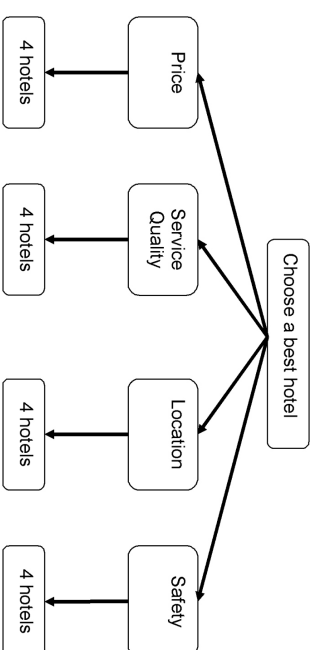 Choose a best hotel
Price
Service
Quality
Location
Safety
4 hotels
4 hotels
4 hotels
4 hotels